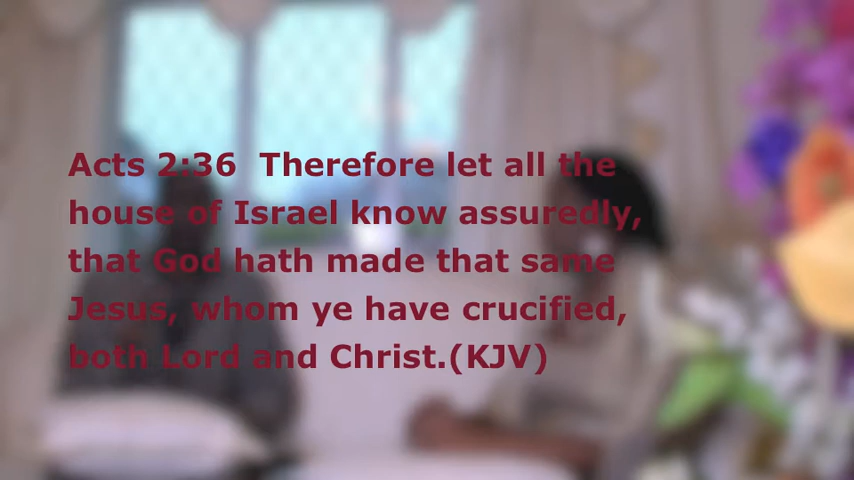 Acts 2:36  Therefore let all the
house of Israel know assuredly,
that God hath made that same
Jesus, whom ye have crucified,
both Lord and Christ.(KJV)